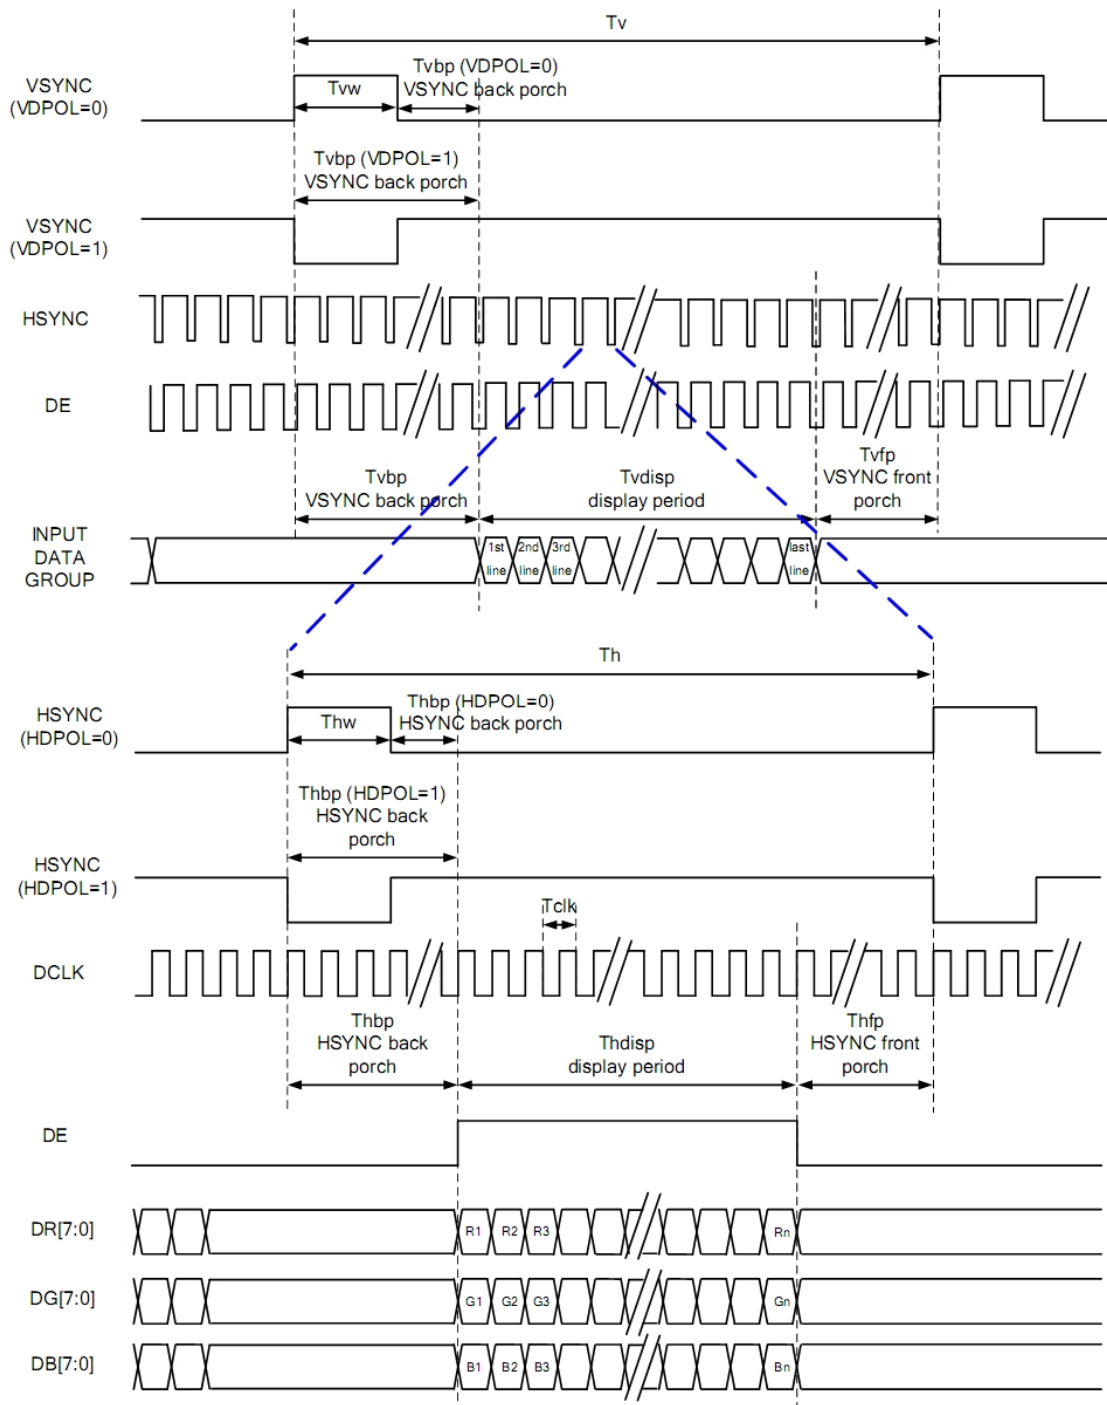 Tv
VSYNC
(VDPOL=0)
Tvw
Tvbp (VDPOL=0)
VSYNC back porch
Tvbp (VDPOL=1)
VSYNC back porch
VSYNC
(VDPOL=1)
HSYNC
DE
Tvbp
VSYNC back porch
Tvdisp
display period
Tvfp
VSYNC front
porch
INPUT
DATA
GROUP
1st
line
2nd
line
3rd
line
last
line
Th
HSYNC
(HDPOL=0)
Thw
Thbp (HDPOL=0)
HSYNC back porch
Thbp (HDPOL=1)
HSYNC back
porch
HSYNC
(HDPOL=1)
Tclk
DCLK
Thbp
HSYNC back
porch
Thdisp
display period
Thfp
HSYNC front
porch
DE
DR[7:0]
R1
R2
R3
Rn
DG[7:0]
G1
G2
G3
Gn
DB[7:0]
B1
B2
B3
Bn